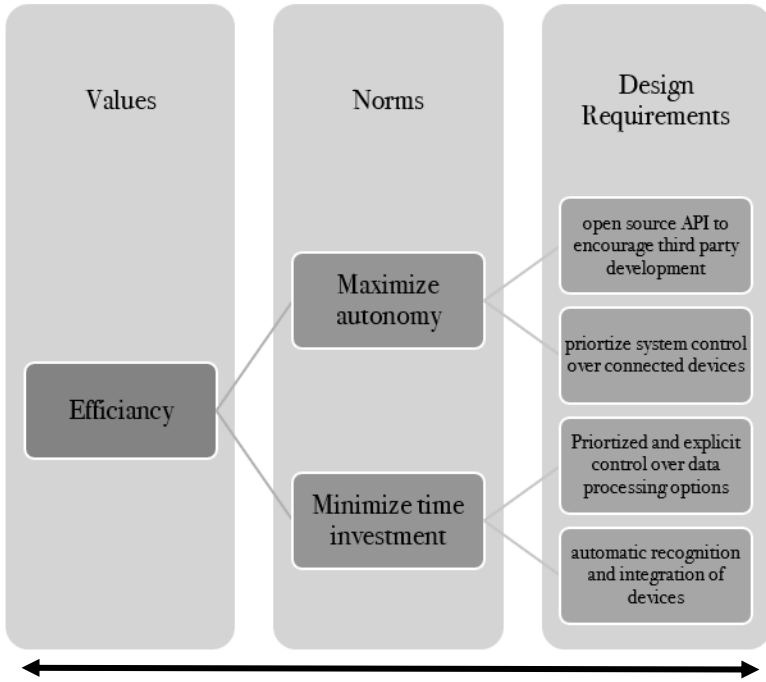 Values
Norms
Design
Requirements
Efficiancy
Maximize
autonomy
Minimize time
investment
open source API to
encourage third party
development
priortize system control
over connected devices
Priortized and explicit
control over data
processing options
automatic recognition
and integration of
devices